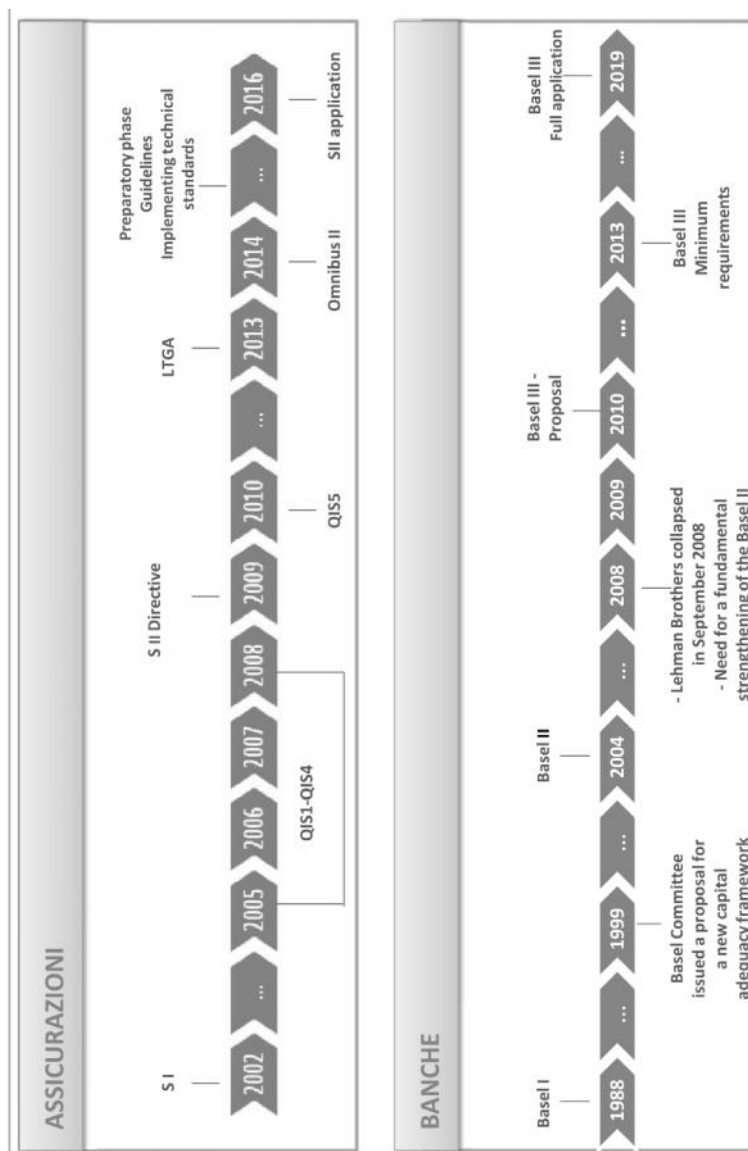 ASSICURAZIONI
S I
S II Directive
LTGA
Preparatory phase
Guidelines
Implementing technical
standards
2002
...
2005
2006
2007
2008
2009
2010
...
2013
2014
...
2016
QIS1-QIS4
QIS5
Omnibus II
SII application
BANCHE
Basel I
Basel II
Basel III -
Proposal
Basel III
Full application
1988
...
1999
...
2004
...
2008
2009
2010
...
2013
...
2019
Basel Committee
issued a proposal for
a new capital
adequacy framework
- Lehman Brothers collapsed
in September 2008
- Need for a fundamental
strengthening of the Basel II
Basel III
Minimum
requirements